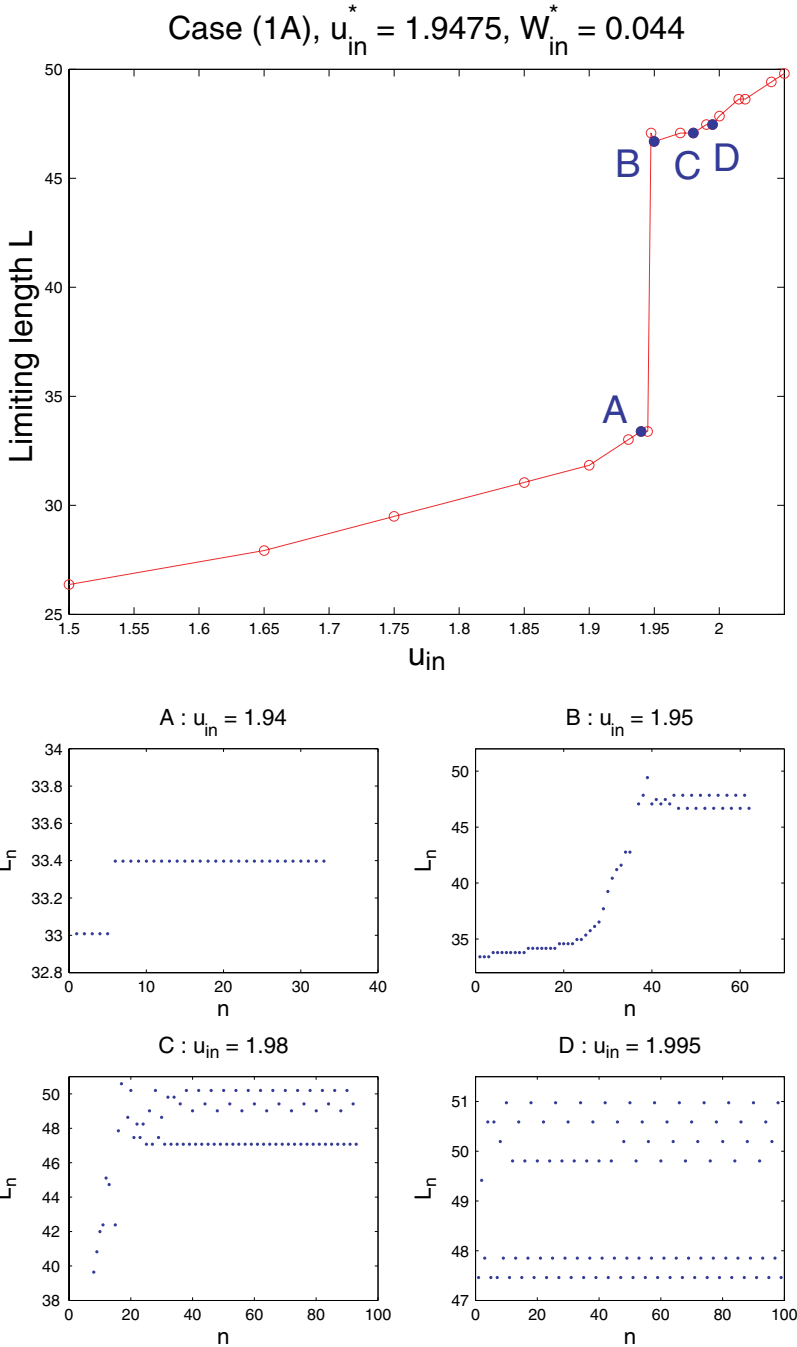 Case (1A), u*in = 1.9475, W*in = 0.044
Limiting length L
50
45
40
35
30
25
A
B
C
D
1.5 1.55 1.6 1.65 1.7 1.75 1.8 1.85 1.9 1.95 2
uin
A : uin = 1.94
Ln
34
33.8
33.6
33.4
33.2
33
32.8
0 10 20 30 40
n
B : uin = 1.95
Ln
50
45
40
35
0 20 40 60
n
C : uin = 1.98
Ln
50
48
46
44
42
40
38
0 20 40 60 80 100
n
D : uin = 1.995
Ln
51
50
49
48
47
0 20 40 60 80 100
n